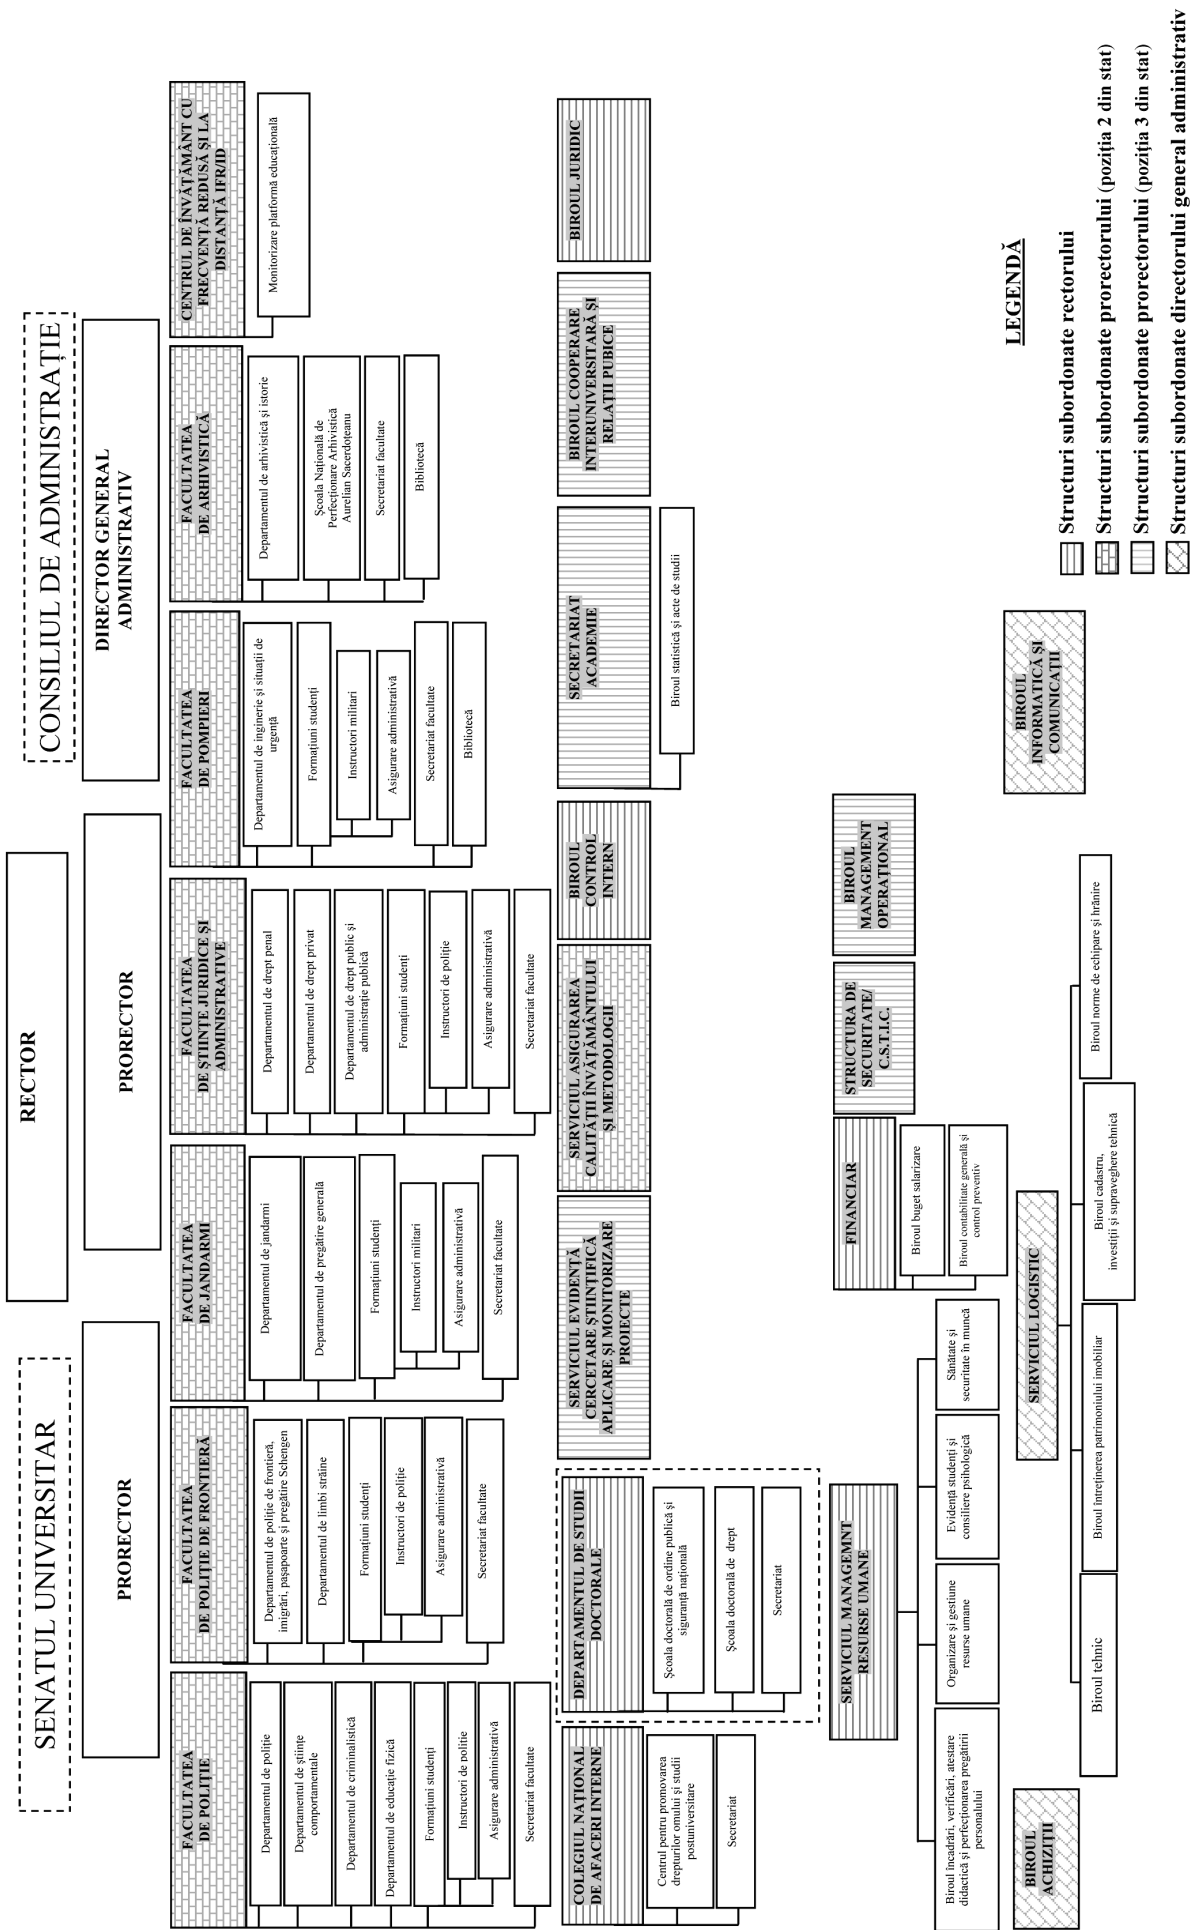 SENATUL UNIVERSITAR
RECTOR
CONSILIUL DE ADMINISTRAȚIE
PRORECTOR
PRORECTOR
DIRECTOR GENERAL
ADMINISTRATIV
FACULTATEA
DE POLIȚIE
Departamentul de poliție
Departamentul de științe
comportamentale
Departamentul de criminalistică
Departamentul de educație fizică
Formațiuni studenți
Instructori de politie
Asigurare administrativă
Secretariat facultate
FACULTATEA
DE POLIȚIE DE FRONTIERĂ
Departamentul de poliție de frontieră,
imigrări, pașapoarte și pregătire Schengen
Departamentul de limbi străine
Formațiuni studenți
Instructori de poliție
Asigurare administrativă
Secretariat facultate
FACULTATEA
DE JANDARMI
Departamentul de jandarmi
Departamentul de pregătire generală
Formațiuni studenți
Instructori militari
Asigurare administrativă
Secretariat facultate
FACULTATEA
DE ȘTIINȚE JURIDICE ȘI
ADMINISTRATIVE
Departamentul de drept penal
Departamentul de drept privat
Departamentul de drept public și
administrație publică
Formațiuni studenți
Instructori de poliție
Asigurare administrativă
Secretariat facultate
FACULTATEA
DE POMPIERI
Departamentul de inginerie și situații de
urgență
Formațiuni studenți
Instructori militari
Asigurare administrativă
Secretariat facultate
Bibliotecă
FACULTATEA
DE ARHIVISTICĂ
Departamentul de arhivistică și istorie
Școala Națională de
Perfecționare Arhivistică
Aurelian Sacerdoțeanu
Secretariat facultate
Bibliotecă
CENTRUL DE ÎNVĂȚĂMÂNT CU
FRECVENȚĂ REDUSĂ ȘI LA
DISTANȚĂ IFR/ID
Monitorizare platformă educațională
COLEGIUL NAȚIONAL
DE AFACERI INTERNE
Centrul pentru promovarea
drepturilor omului și studii
postuniversitare
Secretariat
DEPARTAMENTUL DE STUDII
DOCTORALE
Școala doctorală de ordine publică și
siguranță națională
Școala doctorală de drept
Secretariat
SERVICIUL EVIDENȚĂ
CERCETARE ȘTIINȚIFICĂ
APLICARE ȘI MONITORIZARE
PROIECTE
SERVICIUL ASIGURAREA
CALITĂȚII ÎNVĂȚĂMÂNTULUI
ȘI METODOLOGII
BIROUL
CONTROL
INTERN
SECRETARIAT
ACADEMIE
Biroul statistică și acte de studii
BIROUL COOPERARE
INTERUNIVERSITARĂ ȘI
RELAȚII PUBICE
BIROUL JURIDIC
SERVICIUL MANAGEMNT
RESURSE UMANE
Biroul încadrări, verificări, atestare
didactică și perfecționarea pregătirii
personalului
Organizare și gestiune
resurse umane
Evidență studenți și
consiliere psihologică
Sănătate și
securitate în muncă
FINANCIAR
Biroul buget salarizare
Biroul contabilitate generală și
control preventiv
STRUCTURA DE
SECURITATE/
C.S.T.I.C.
BIROUL
MANAGEMENT
OPERAȚIONAL
BIROUL
ACHIZIȚII
SERVICIUL LOGISTIC
Biroul tehnic
Biroul întreținerea patrimoniului imobiliar
Biroul cadastru,
investiții și supraveghere tehnică
Biroul norme de echipare și hrănire
BIROUL
INFORMATICĂ ȘI
COMUNICAȚII
LEGENDĂ
Structuri subordonate rectorului
Structuri subordonate prorectorului (poziția 2 din stat)
Structuri subordonate prorectorului (poziția 3 din stat)
Structuri subordonate directorului general administrativ